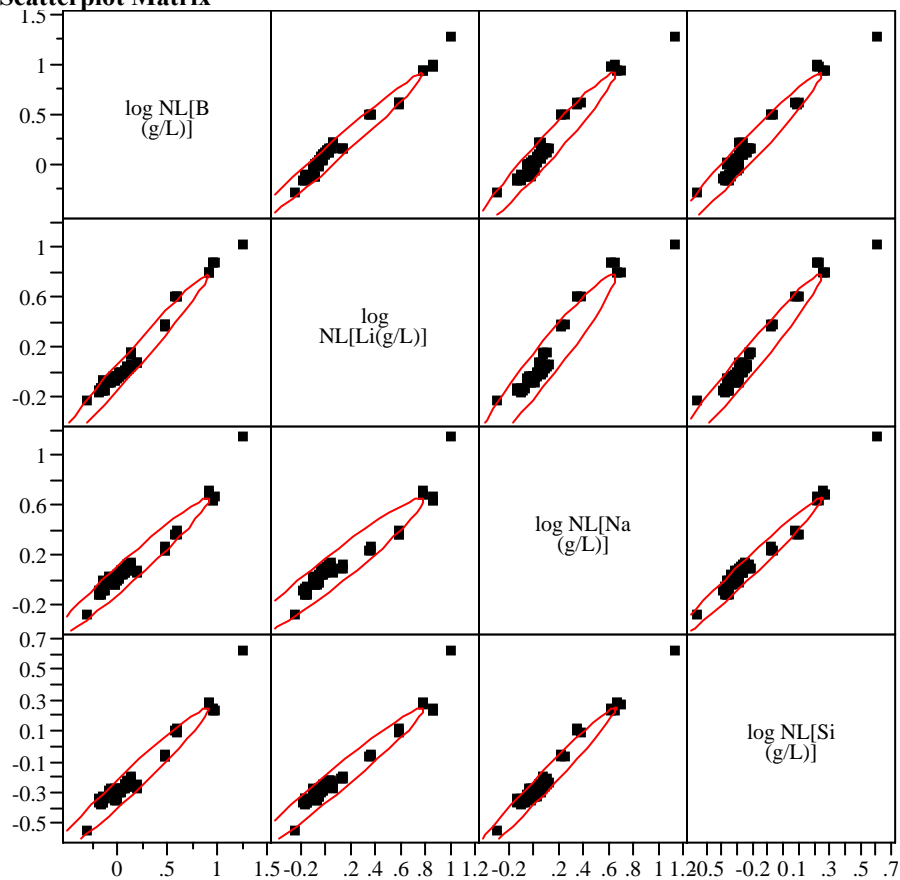 Scatterplot Matrix
1.5
1
0.5
0
log NL[B
(g/L)]
1
0.6
0.2
-0.2
log
NL[Li(g/L)]
1
0.6
0.2
-0.2
log NL[Na
(g/L)]
0.7
0.5
0.3
0.1
-0.1
-0.3
-0.5
log NL[Si
(g/L)]
0 .5 1 1.5 -0.2 .2 .4 .6 .8 1 1.2 -0.2 .2 .4 .6 .8 1 1.2 -0.5 -0.2 0.1 .3 .5 .7